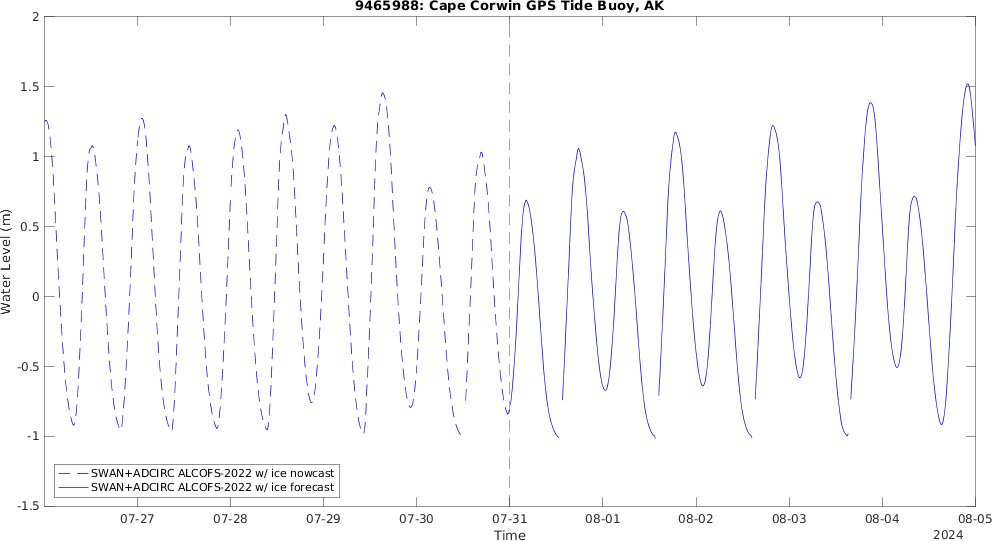 9465988: Cape Corwin GPS Tide Buoy, AK
2
1.5
1
0.5
0
-0.5
-1
-1.5
Water Level (m)
SWAN+ADCIRC ALCOFS-2022 w/ ice nowcast
SWAN+ADCIRC ALCOFS-2022 w/ ice forecast
07-27 07-28 07-29 07-30 07-31 08-01 08-02 08-03 08-04 08-05
Time
2024